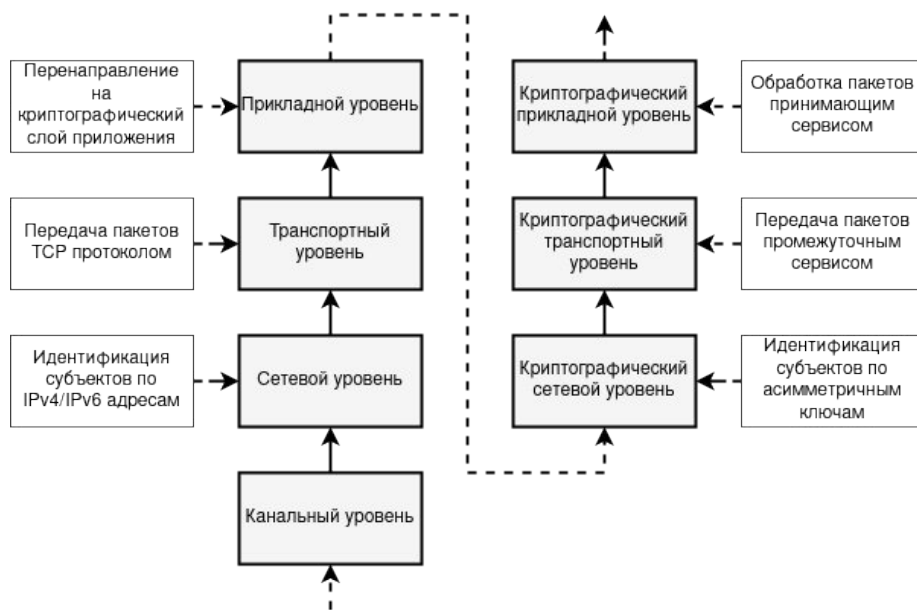 Перенаправление
на
криптографический
слой приложения
Прикладной уровень
Криптографический
прикладной уровень
Обработка пакетов
принимающим
сервисом
Передача пакетов
TCP протоколом
Транспортный
уровень
Криптографический
транспортный
уровень
Передача пакетов
промежуточным
сервисом
Идентификация
субъектов по
IPv4/IPv6 адресам
Сетевой уровень
Криптографический
сетевой уровень
Идентификация
субъектов по
асимметричным
ключам
Канальный уровень